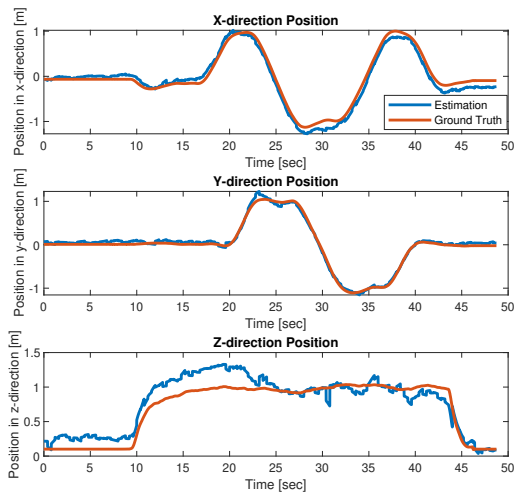 X-direction Position
Position in x-direction [m]
1
0
-1
0 5 10 15 20 25 30 35 40 45 50
Time [sec]
Estimation
Ground Truth
Y-direction Position
Position in y-direction [m]
1
0
-1
0 5 10 15 20 25 30 35 40 45 50
Time [sec]
Z-direction Position
Position in z-direction [m]
1.5
1
0.5
0
0 5 10 15 20 25 30 35 40 45 50
Time [sec]